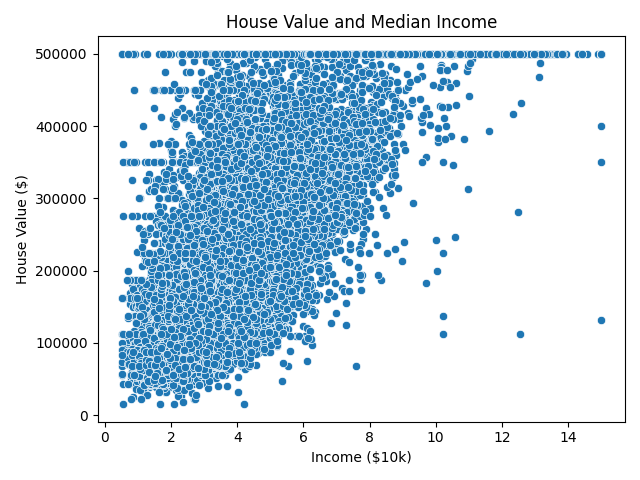 House Value and Median Income
House Value ($)
500000
400000
300000
200000
100000
0
0 2 4 6 8 10 12 14
Income ($10k)